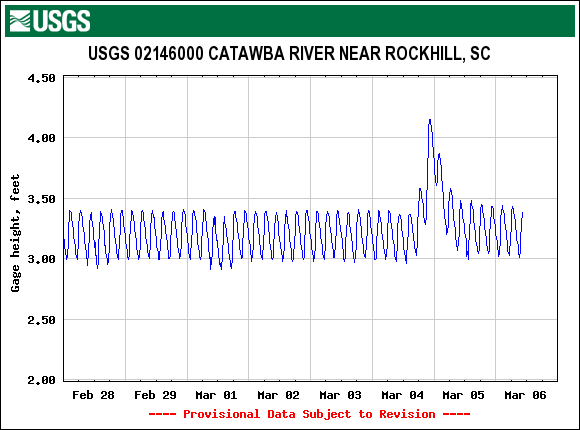 USGS
USGS 02146000 CATAWBA RIVER NEAR ROCKHILL, SC
Gage height, feet
4.50
4.00
3.50
3.00
2.50
2.00
Feb 28 Feb 29 Mar 01 Mar 02 Mar 03 Mar 04 Mar 05 Mar 06
---- Provisional Data Subject to Revision ----